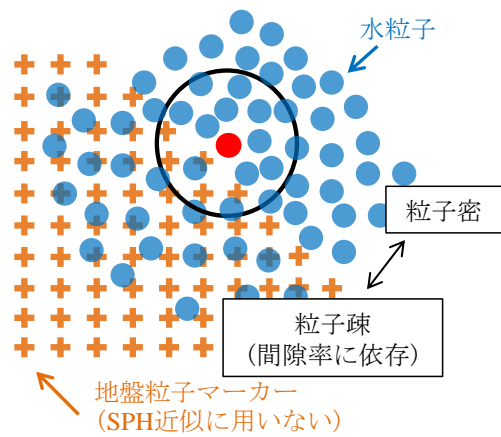 水粒子
粒子密
粒子疎
(間隙率に依存)
地盤粒子マーカー
(SPH近似に用いない)